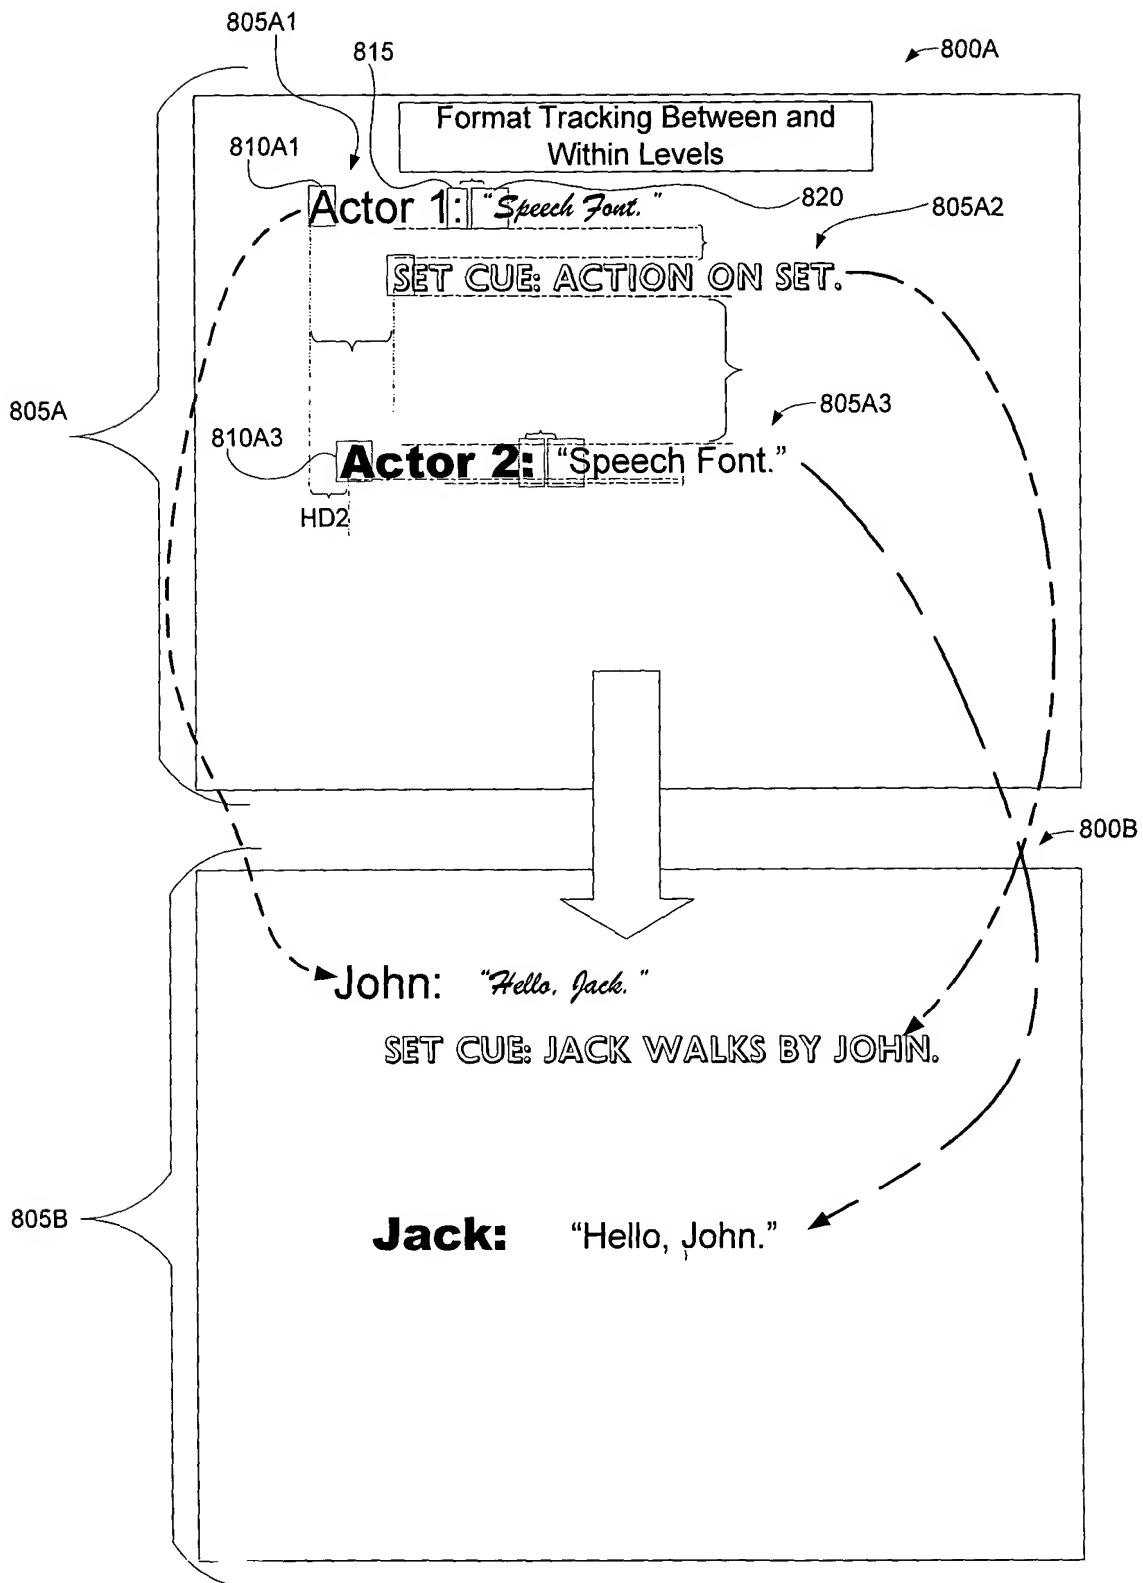 805A1
815
800A
Format Tracking Between and
Within Levels
810A1
820
805A2
Actor 1: "Speech Font."
SET CUE: ACTION ON SET.
805A
805A3
810A3
Actor 2: “Speech Font.”
HD2
800B
John: "Hello, Jack."
SET CUE: JACK WALKS BY JOHN.
805B
Jack: “Hello, John.”